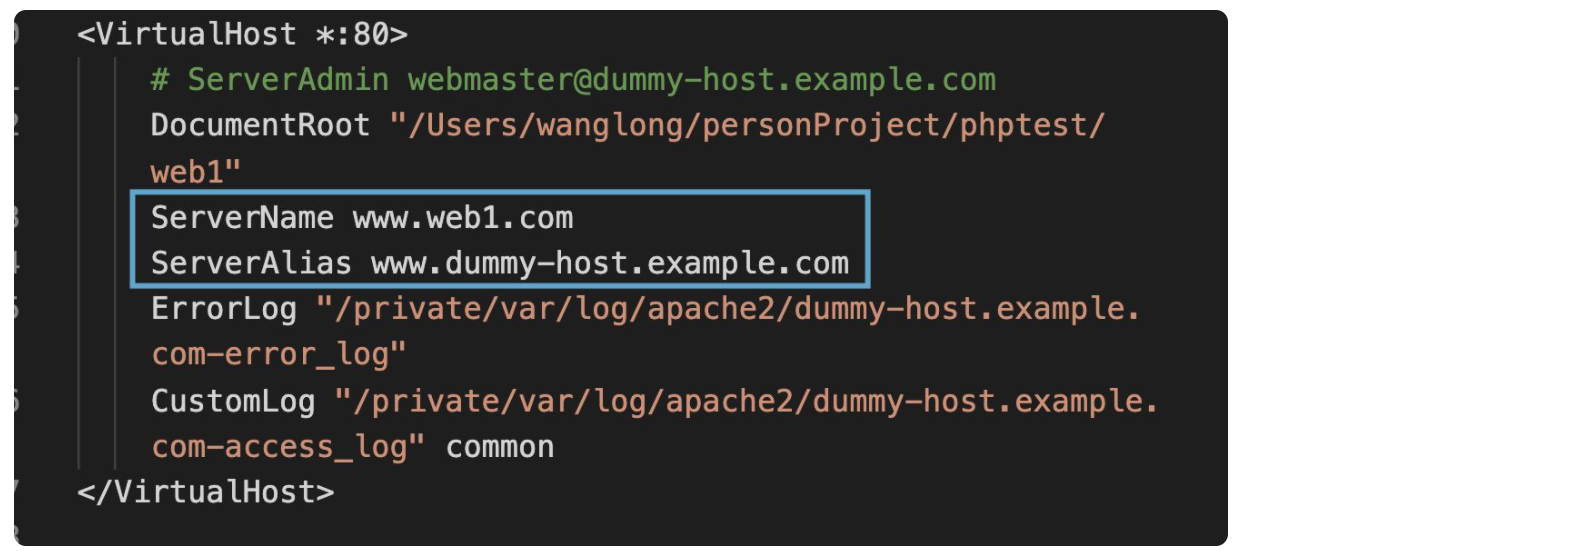 <VirtualHost *:80>
# ServerAdmin webmaster@dummy-host.example.com
DocumentRoot "/Users/wanglong/personProject/phptest/
web1"
ServerName www.web1.com
ServerAlias www.dummy-host.example.com
ErrorLog "/private/var/log/apache2/dummy-host.example.
com-error_log"
CustomLog "/private/var/log/apache2/dummy-host.example.
com-access_log" common
</VirtualHost>